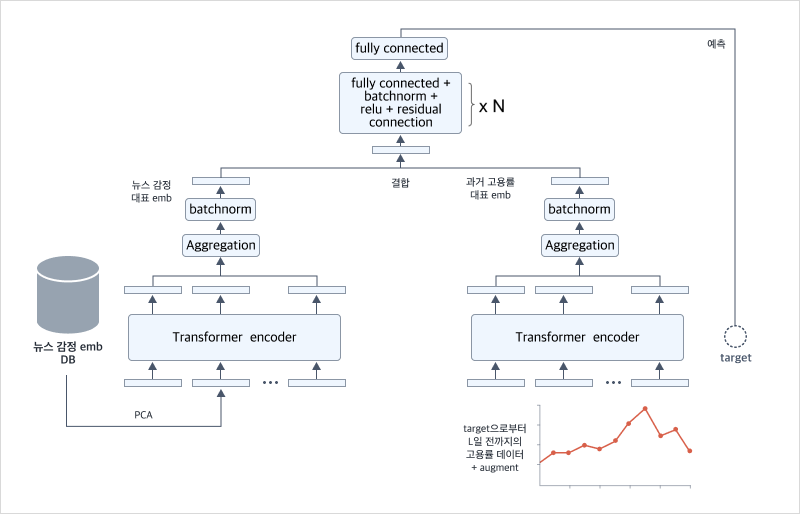 fully connected
예측
fully connected +
batchnorm +
relu + residual
connection
x N
뉴스 감정
대표 emb
결합
과거 고용률
대표 emb
batchnorm
batchnorm
Aggregation
Aggregation
Transformer encoder
Transformer encoder
뉴스 감정 emb
DB
target
•••
•••
PCA
target으로부터
L일 전까지의
고용률 데이터
+ augment